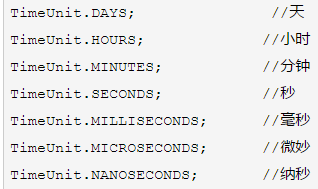 TimeUnit.DAYS; //天
TimeUnit.HOURS; //小时
TimeUnit.MINUTES; //分钟
TimeUnit.SECONDS; //秒
TimeUnit.MILLISECONDS; //毫秒
TimeUnit.MICROSECONDS; //微妙
TimeUnit.NANOSECONDS; //纳秒